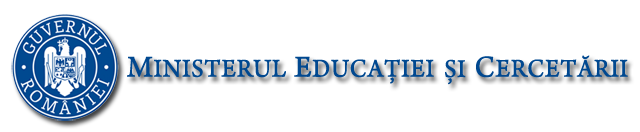 GUVERNUL ROMÂNIEI
MINISTERUL EDUCAȚIEI ȘI CERCETĂRII